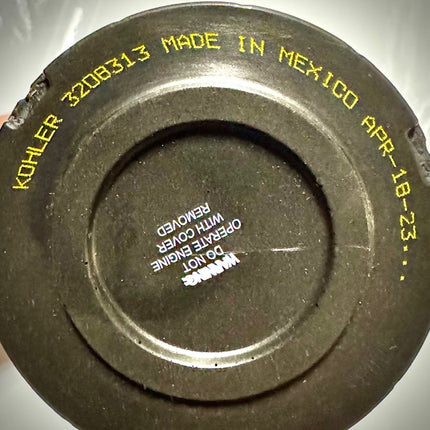 KOHLER 3208313 MADE IN MEXICO APR-18-23...
WARNING:
DO NOT
OPERATE ENGINE
WITH COVER
REMOVED